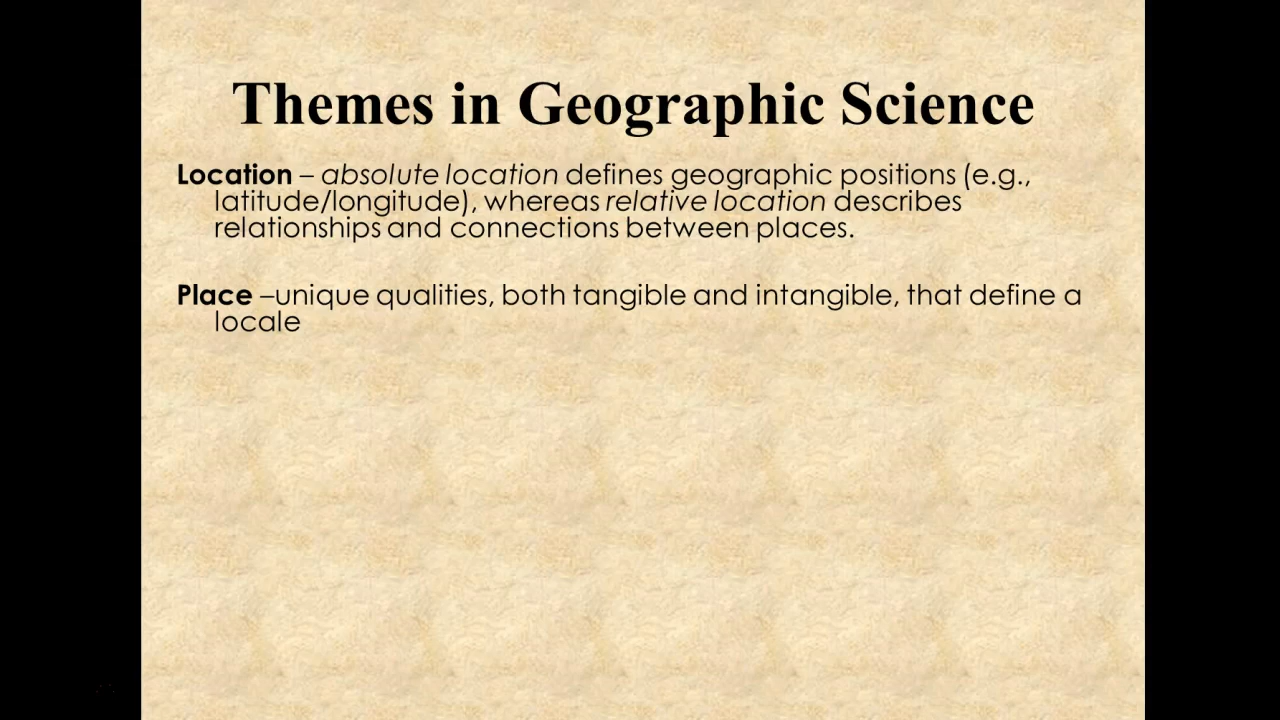 Themes in Geographic Science
Location – absolute location defines geographic positions (e.g.,
latitude/longitude), whereas relative location describes
relationships and connections between places.
Place –unique qualities, both tangible and intangible, that define a
locale